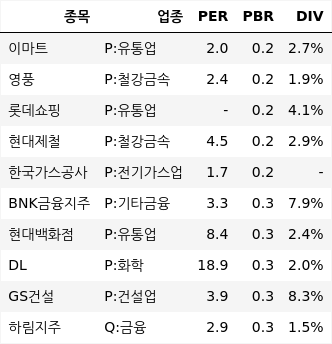 종목 업종 PER PBR DIV
이마트 P:유통업 2.0 0.2 2.7%
영풍 P:철강금속 2.4 0.2 1.9%
롯데쇼핑 P:유통업 - 0.2 4.1%
현대제철 P:철강금속 4.5 0.2 2.9%
한국가스공사 P:전기가스업 1.7 0.2 -
BNK금융지주 P:기타금융 3.3 0.3 7.9%
현대백화점 P:유통업 8.4 0.3 2.4%
DL P:화학 18.9 0.3 2.0%
GS건설 P:건설업 3.9 0.3 8.3%
하림지주 Q:금융 2.9 0.3 1.5%